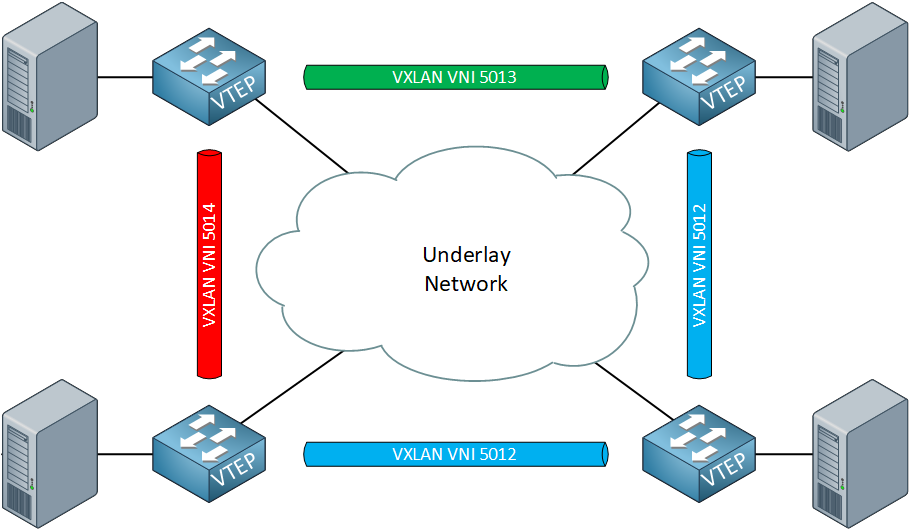 VTEP
VXLAN VNI 5013
VTEP
VXLAN VNI 5014
Underlay
Network
VXLAN VNI 5012
VTEP
VXLAN VNI 5012
VTEP